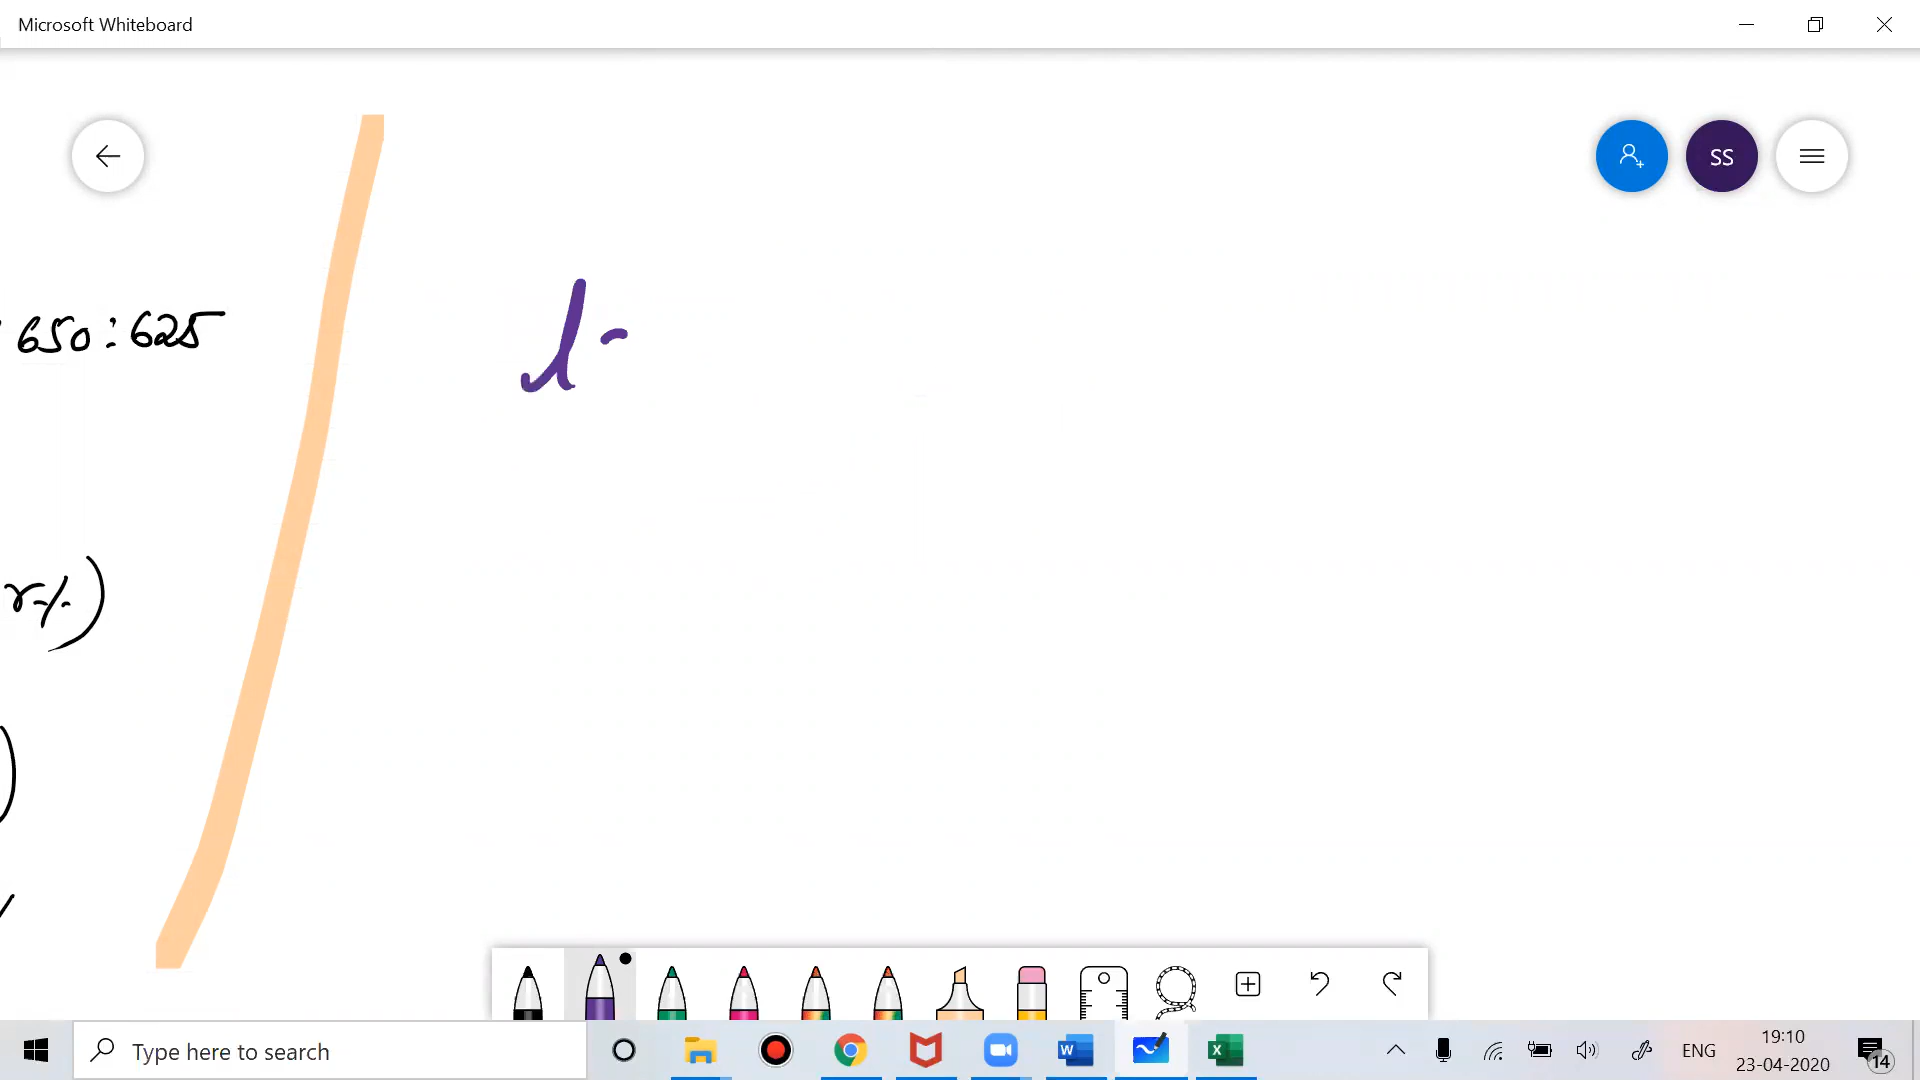 Microsoft Whiteboard
SS
650:625
r%)
)
1-
Type here to search
W
X
ENG
19:10
23-04-2020
14